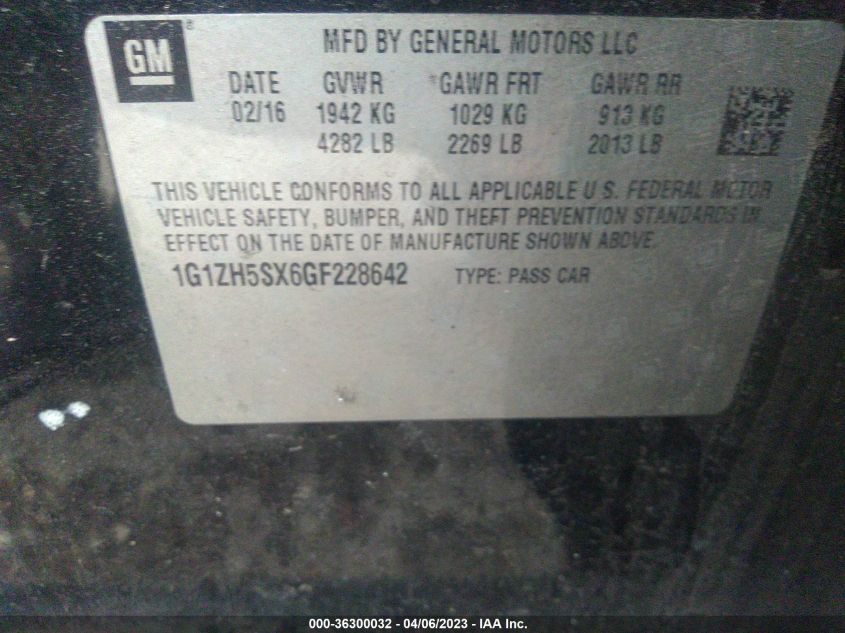 GM ®
MFD BY GENERAL MOTORS LLC
DATE GVWR GAWR FRT GAWR RR
02/16 1942 KG 1029 KG 913 KG
4282 LB 2269 LB 2013 LB
THIS VEHICLE CONFORMS TO ALL APPLICABLE U S. FEDERAL MOTOR
VEHICLE SAFETY, BUMPER, AND THEFT PREVENTION STANDARDS IN
EFFECT ON THE DATE OF MANUFACTURE SHOWN ABOVE.
1G1ZH5SX6GF228642 TYPE: PASS CAR
000-36300032 - 04/06/2023 - IAA Inc.